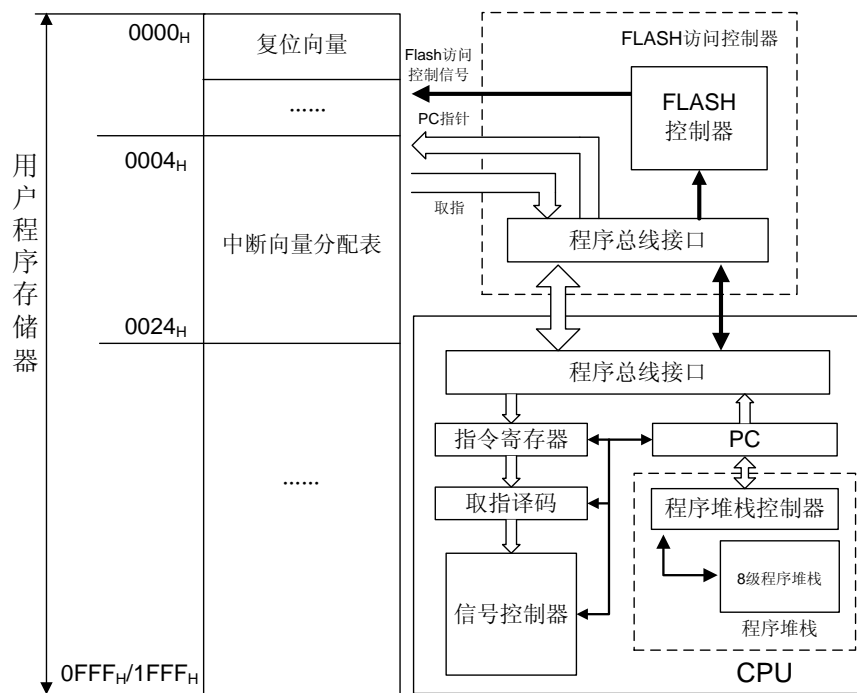 用户程序存储器
0000H
复位向量
......
0004H
中断向量分配表
0024H
......
0FFFH/1FFFH
Flash访问
控制信号
PC指针
取指
FLASH访问控制器
FLASH
控制器
程序总线接口
程序总线接口
指令寄存器
PC
取指译码
程序堆栈控制器
信号控制器
8级程序堆栈
程序堆栈
CPU